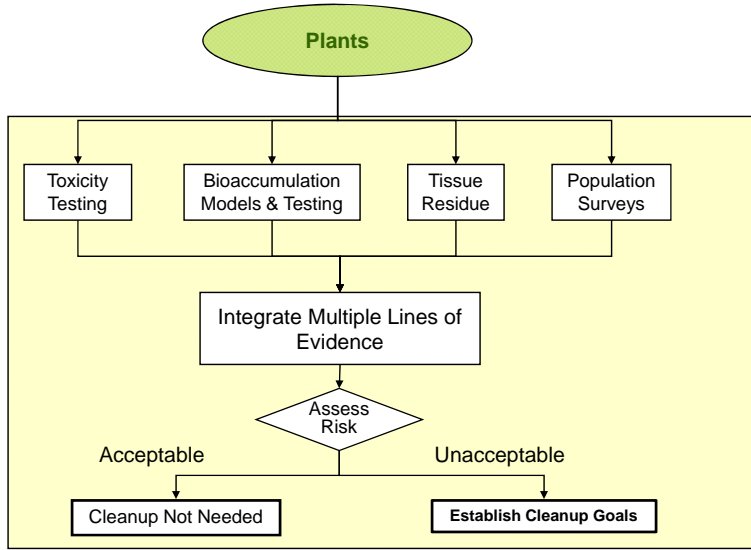 Plants
Toxicity
Testing
Bioaccumulation
Models & Testing
Tissue
Residue
Population
Surveys
Integrate Multiple Lines of
Evidence
Assess
Risk
Acceptable
Unacceptable
Cleanup Not Needed
Establish Cleanup Goals